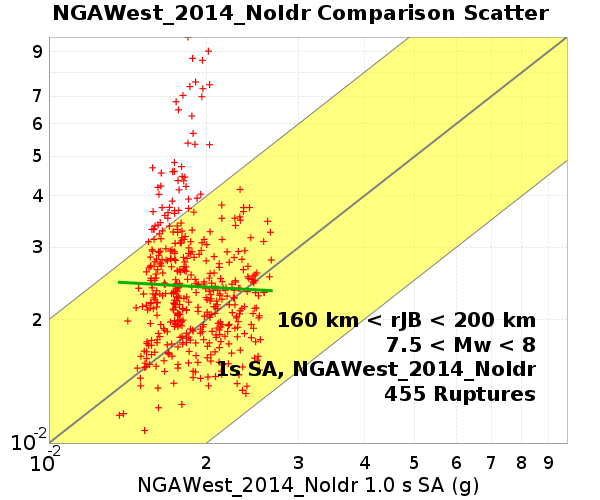 NGAWest_2014_NoIdr Comparison Scatter
9
7
6
5
4
3
2
10-2
160 km < rJB < 200 km
7.5 < Mw < 8
1s SA, NGAWest_2014_NoIdr
455 Ruptures
10-2
2 3 4 5 6 7 8 9
NGAWest_2014_NoIdr 1.0 s SA (g)